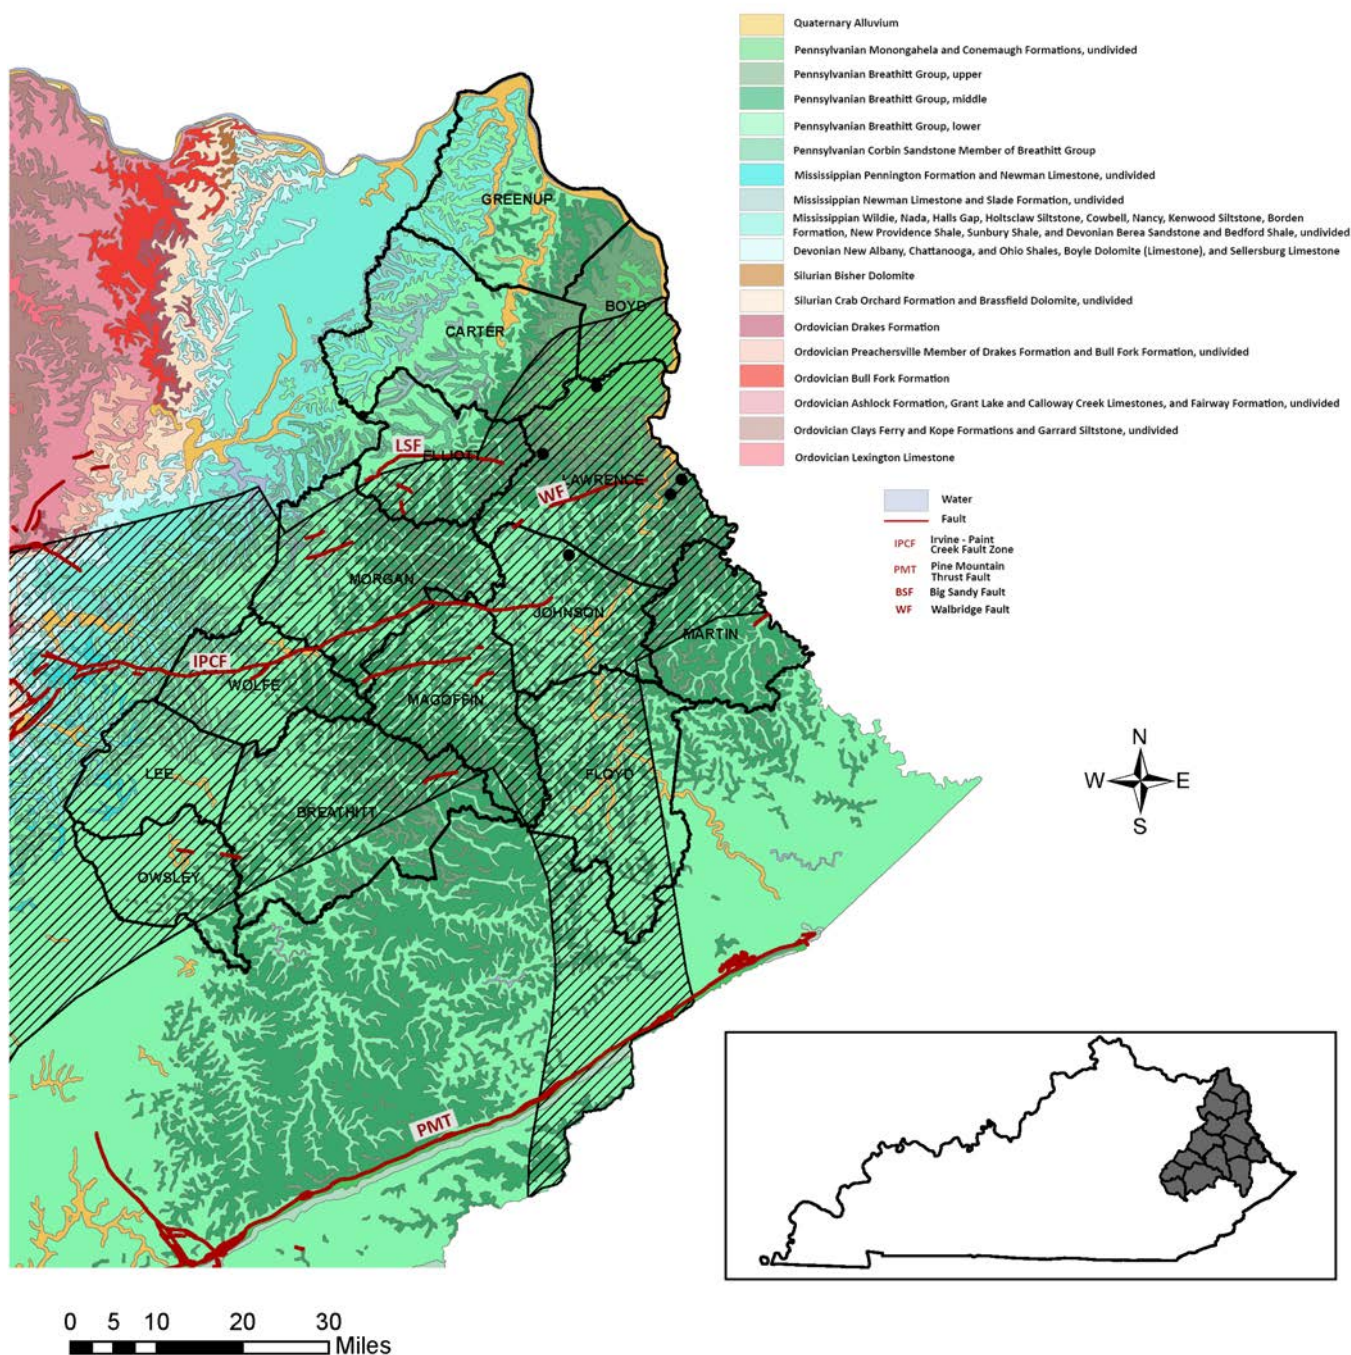 Quaternary Alluvium
Pennsylvanian Monongahela and Conemaugh Formations, undivided
Pennsylvanian Breathitt Group, upper
Pennsylvanian Breathitt Group, middle
Pennsylvanian Breathitt Group, lower
Pennsylvanian Corbin Sandstone Member of Breathitt Group
Mississippian Pennington Formation and Newman Limestone, undivided
Mississippian Newman Limestone and Slade Formation, undivided
Mississippian Wildie, Nada, Halls Gap, Holtsclaw Siltstone, Cowbell, Nancy, Kenwood Siltstone, Borden
Formation, New Providence Shale, Sunbury Shale, and Devonian Berea Sandstone and Bedford Shale, undivided
Devonian New Albany, Chattanooga, and Ohio Shales, Boyle Dolomite (Limestone), and Sellersburg Limestone
Silurian Bisher Dolomite
Silurian Crab Orchard Formation and Brassfield Dolomite, undivided
Ordovician Drakes Formation
Ordovician Preachersville Member of Drakes Formation and Bull Fork Formation, undivided
Ordovician Bull Fork Formation
Ordovician Ashlock Formation, Grant Lake and Calloway Creek Limestones, and Fairway Formation, undivided
Ordovician Clays Ferry and Kope Formations and Garrard Siltstone, undivided
Ordovician Lexington Limestone
Water
Fault
IPCF Irvine - Paint
Creek Fault Zone
PMT Pine Mountain
Thrust Fault
BSF Big Sandy Fault
WF Walbridge Fault
GREENUP
BOYD
CARTER
LSF
ELLIOTT
LAWRENCE
WF
MORGAN
JOHNSON
MARTIN
IPCF
WOLFE
MAGOFFIN
LEE
FLOYD
BREATHITT
OWSLEY
PMT
N
W E
S
0 5 10 20 30
Miles